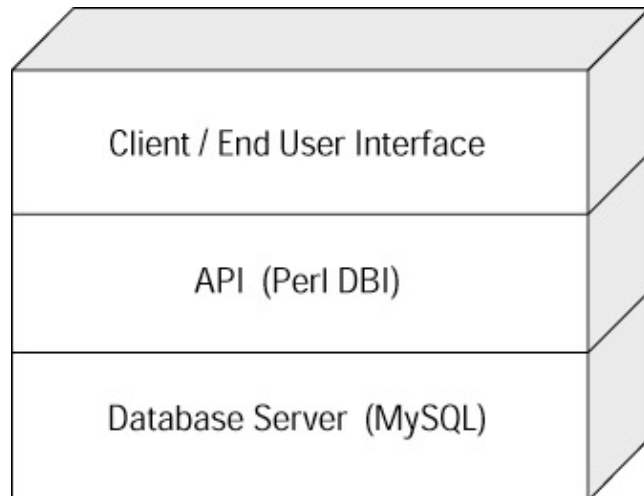 Client / End User Interface
API (Perl DBI)
Database Server (MySQL)